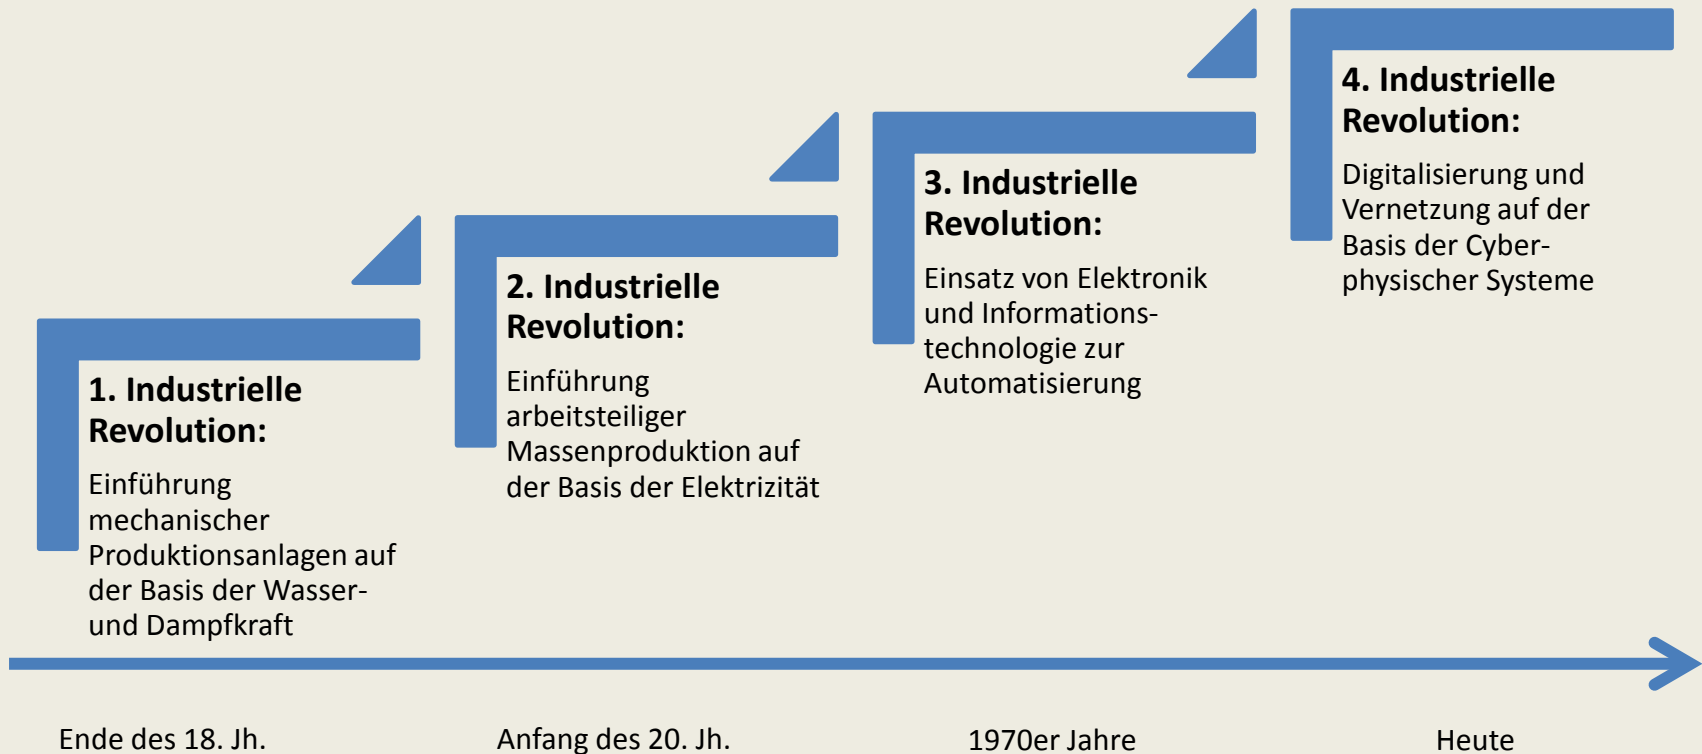 1. Industrielle
Revolution:
Einführung
mechanischer
Produktionsanlagen auf
der Basis der Wasser-
und Dampfkraft
2. Industrielle
Revolution:
Einführung
arbeitsteiliger
Massenproduktion auf
der Basis der Elektrizität
3. Industrielle
Revolution:
Einsatz von Elektronik
und Informations-
technologie zur
Automatisierung
4. Industrielle
Revolution:
Digitalisierung und
Vernetzung auf der
Basis der Cyber-
physischer Systeme
Ende des 18. Jh.
Anfang des 20. Jh.
1970er Jahre
Heute